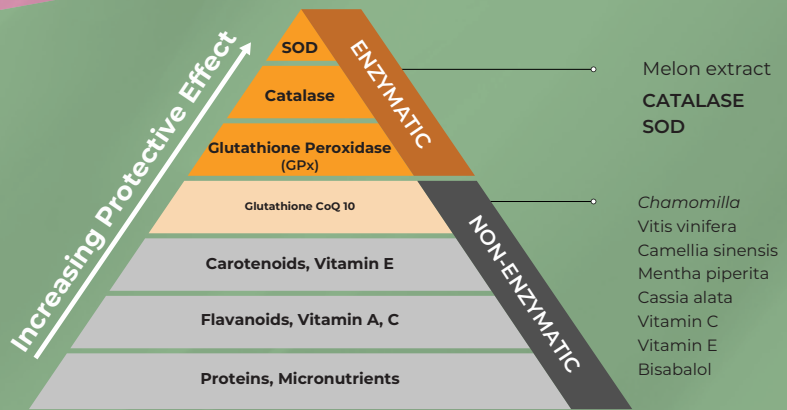 Increasing Protective Effect
SOD
Catalase
Glutathione Peroxidase
(GPx)
Glutathione CoQ 10
Carotenoids, Vitamin E
Flavanoids, Vitamin A, C
Proteins, Micronutrients
ENZYMATIC
NON-ENZYMATIC
Melon extract
CATALASE
SOD
Chamomilla
Vitis vinifera
Camellia sinensis
Mentha piperita
Cassia alata
Vitamin C
Vitamin E
Bisabalol